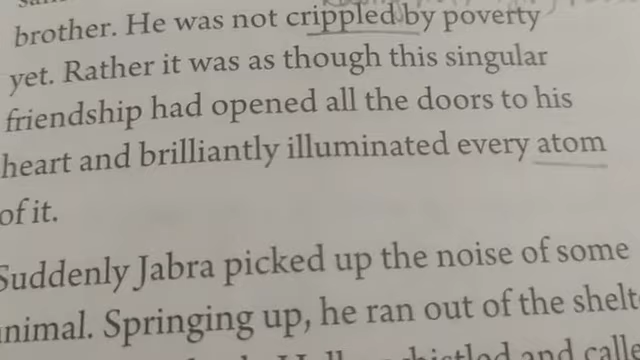 brother. He was not crippled by poverty
yet. Rather it was as though this singular
friendship had opened all the doors to his
heart and brilliantly illuminated every atom
of it.
Suddenly Jabra picked up the noise of some
animal. Springing up, he ran out of the shelt
and